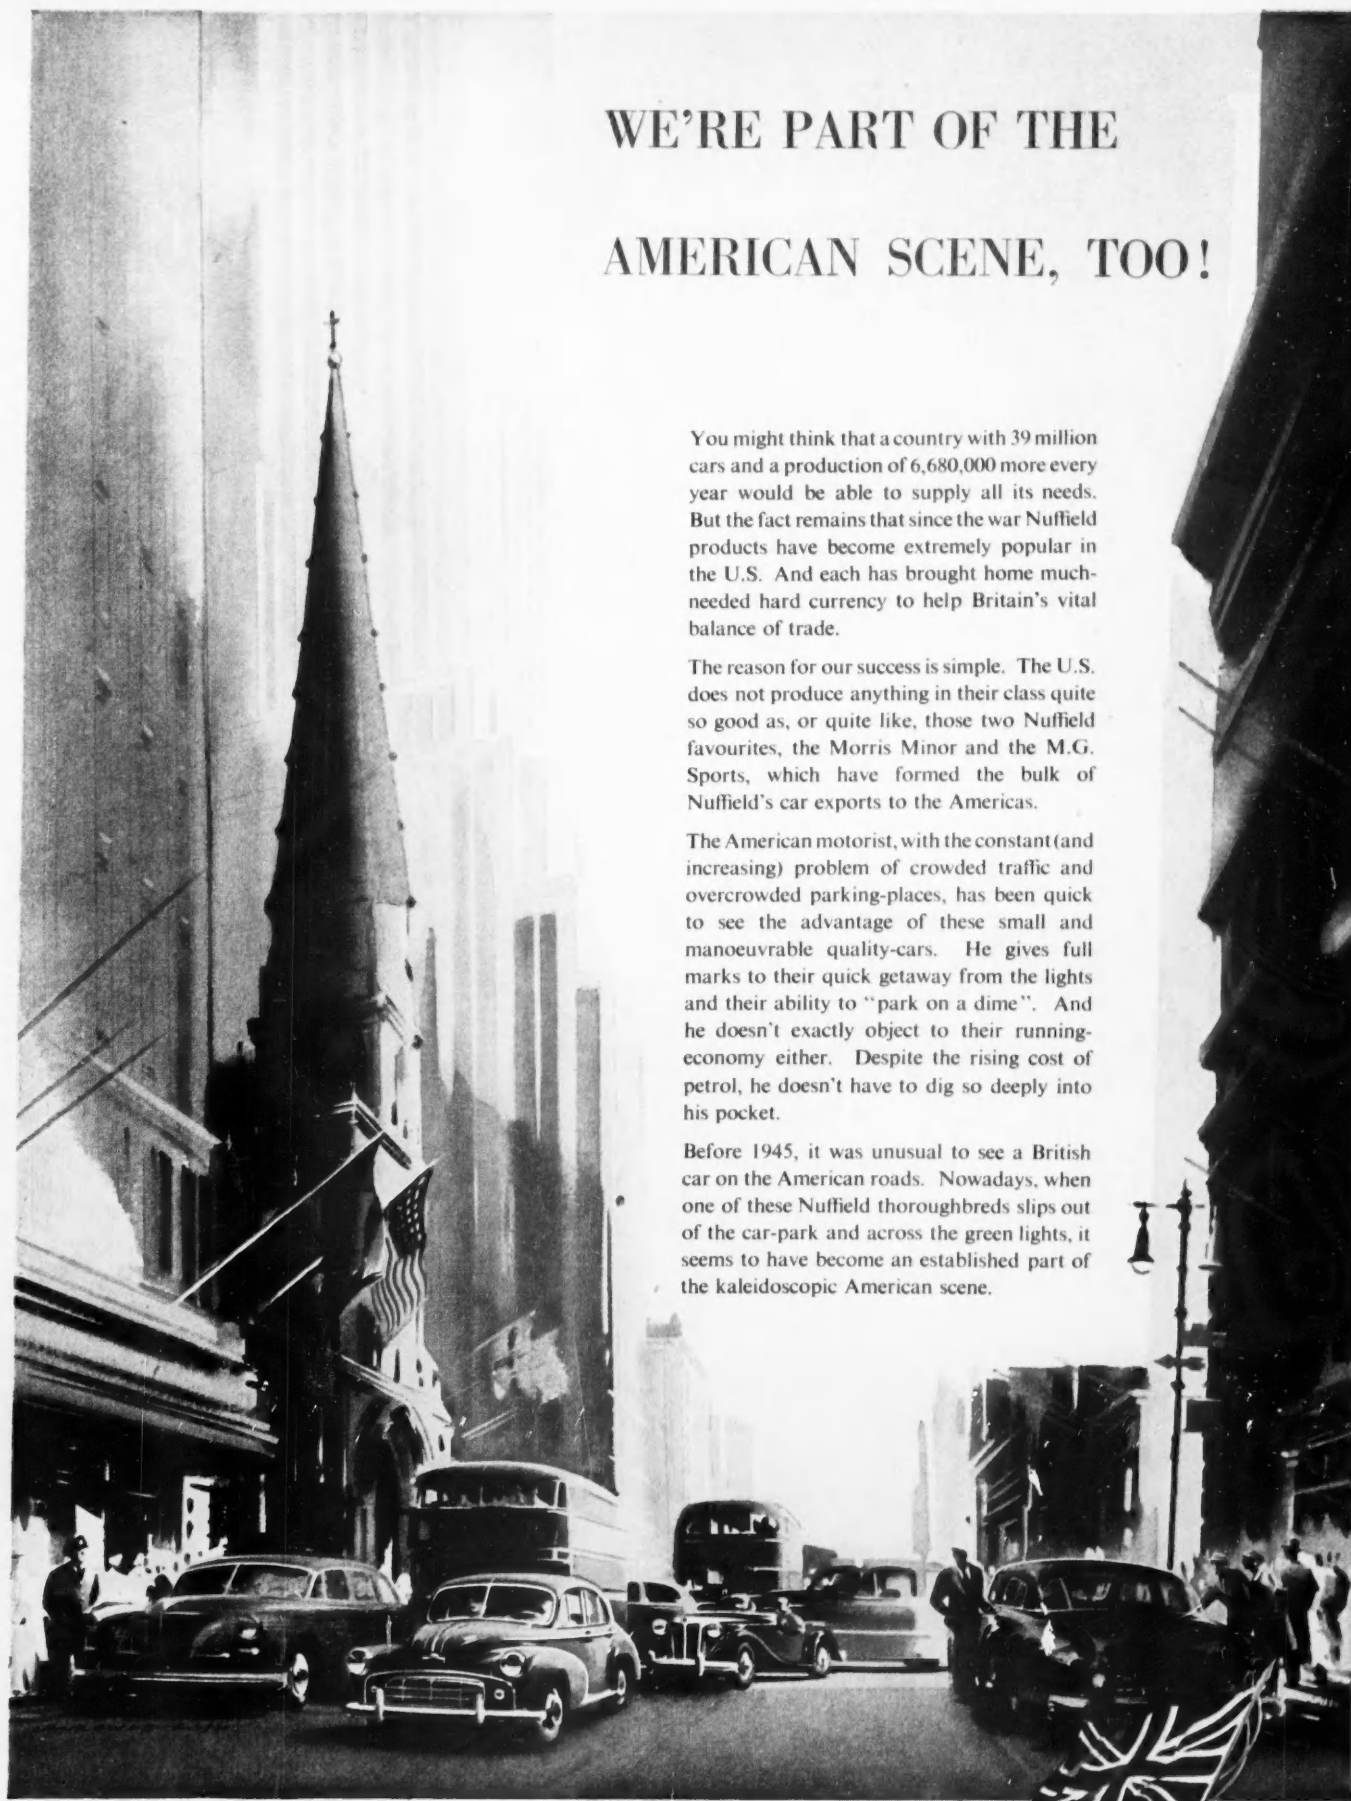 WE'RE PART OF THE
AMERICAN SCENE, TOO!
You might think that a country with 39 million
cars and a production of 6,680,000 more every
year would be able to supply all its needs.
But the fact remains that since the war Nuffield
products have become extremely popular in
the U.S. And each has brought home much-
needed hard currency to help Britain's vital
balance of trade.
The reason for our success is simple. The U.S.
does not produce anything in their class quite
so good as, or quite like, those two Nuffield
favourites, the Morris Minor and the M.G.
Sports, which have formed the bulk of
Nuffield's car exports to the Americas.
The American motorist, with the constant (and
increasing) problem of crowded traffic and
overcrowded parking-places, has been quick
to see the advantage of these small and
manoeuvrable quality-cars. He gives full
marks to their quick getaway from the lights
and their ability to "park on a dime". And
he doesn't exactly object to their running-
economy either. Despite the rising cost of
petrol, he doesn't have to dig so deeply into
his pocket.
Before 1945, it was unusual to see a British
car on the American roads. Nowadays, when
one of these Nuffield thoroughbreds slips out
of the car-park and across the green lights, it
seems to have become an established part of
the kaleidoscopic American scene.